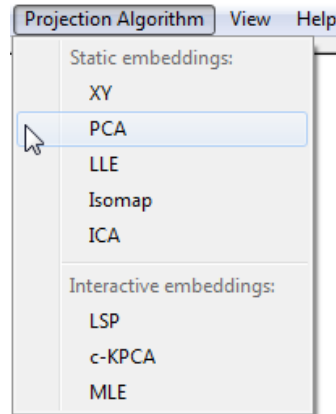 Projection Algorithm View Help
Static embeddings:
XY
PCA
LLE
Isomap
ICA
Interactive embeddings:
LSP
c-KPCA
MLE